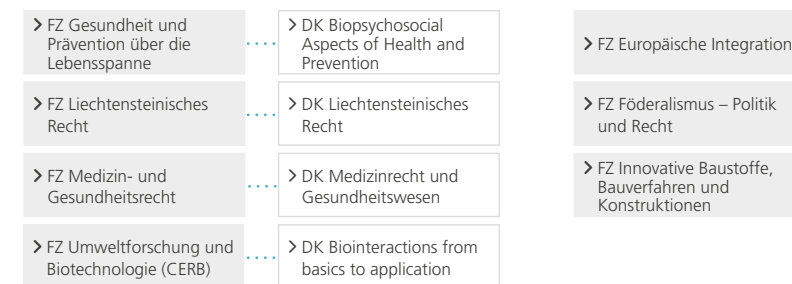 > FZ Gesundheit und
Prävention über die
Lebensspanne
> DK Biopsychosocial
Aspects of Health and
Prevention
> FZ Europäische Integration
> FZ Liechtensteinisches
Recht
> DK Liechtensteinisches
Recht
> FZ Föderalismus – Politik
und Recht
> FZ Medizin- und
Gesundheitsrecht
> DK Medizinrecht und
Gesundheitswesen
> FZ Innovative Baustoffe,
Bauverfahren und
Konstruktionen
> FZ Umweltforschung und
Biotechnologie (CERB)
> DK Biointeractions from
basics to application